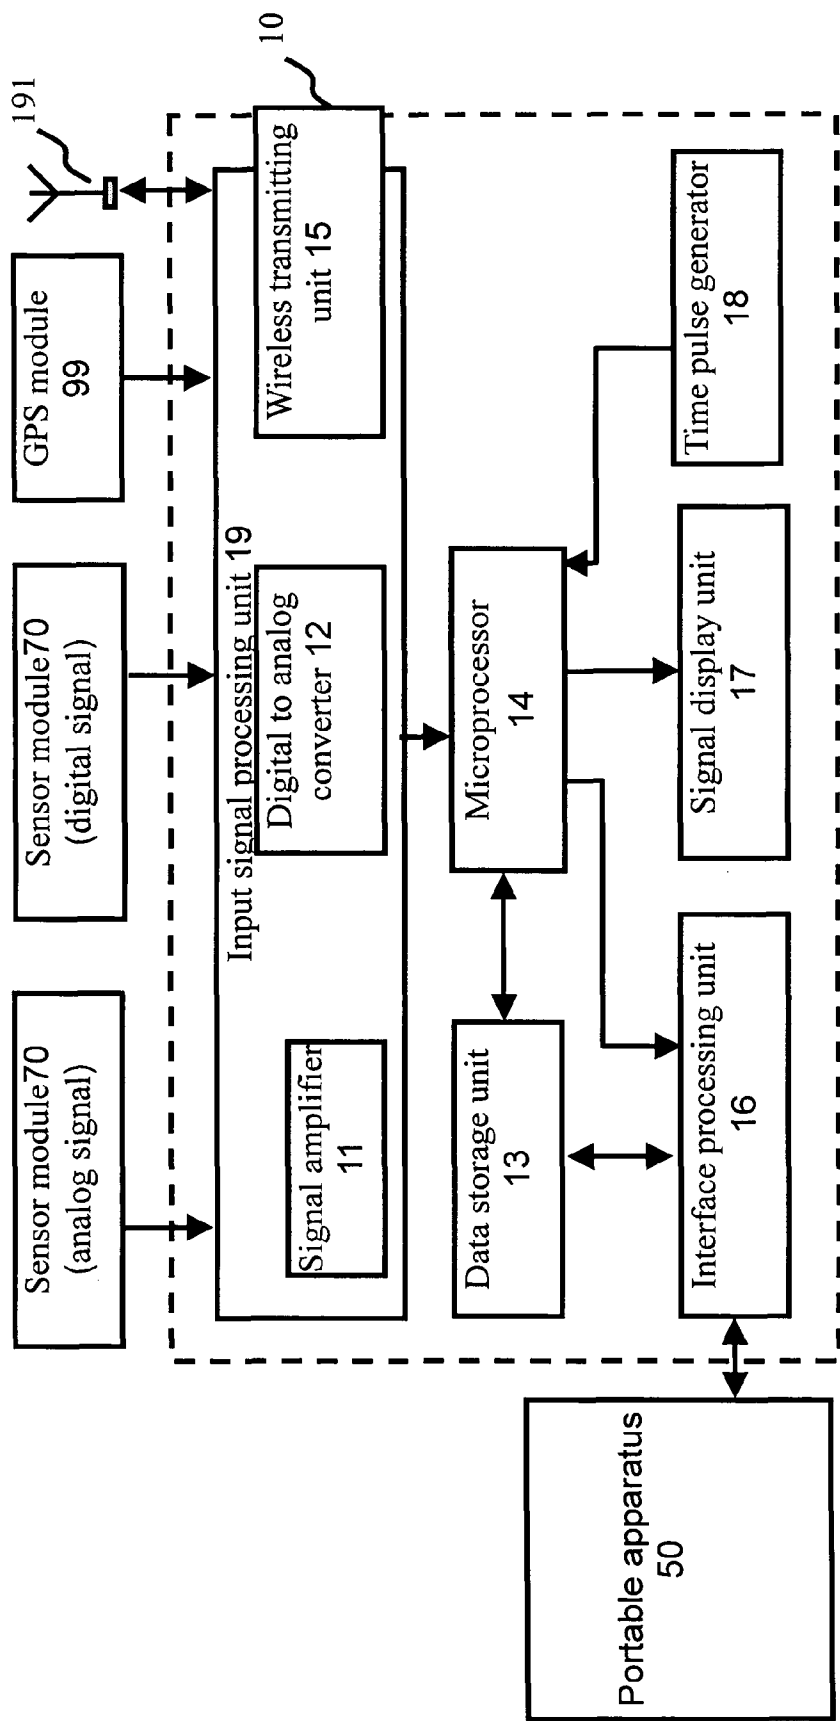 Sensor module70
(analog signal)
Sensor module70
(digital signal)
GPS module
99
191
10
Input signal processing unit 19
Signal amplifier
11
Digital to analog
converter 12
Wireless transmitting
unit 15
Data storage unit
13
Microprocessor
14
Portable apparatus
50
Interface processing unit
16
Signal display unit
17
Time pulse generator
18